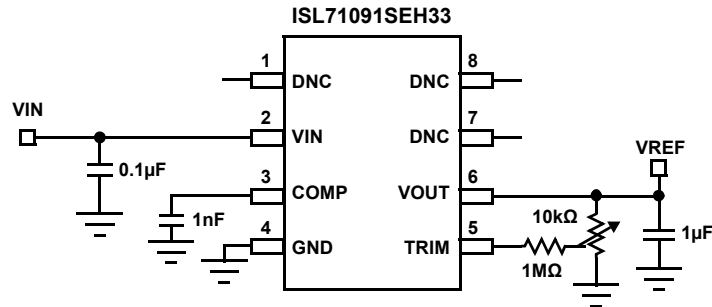 ISL71091SEH33
1
DNC
8
DNC
VIN
2
VIN
7
DNC
VREF
0.1µF
3
COMP
6
VOUT
1nF
10kΩ
4
GND
5
TRIM
1MΩ
1µF